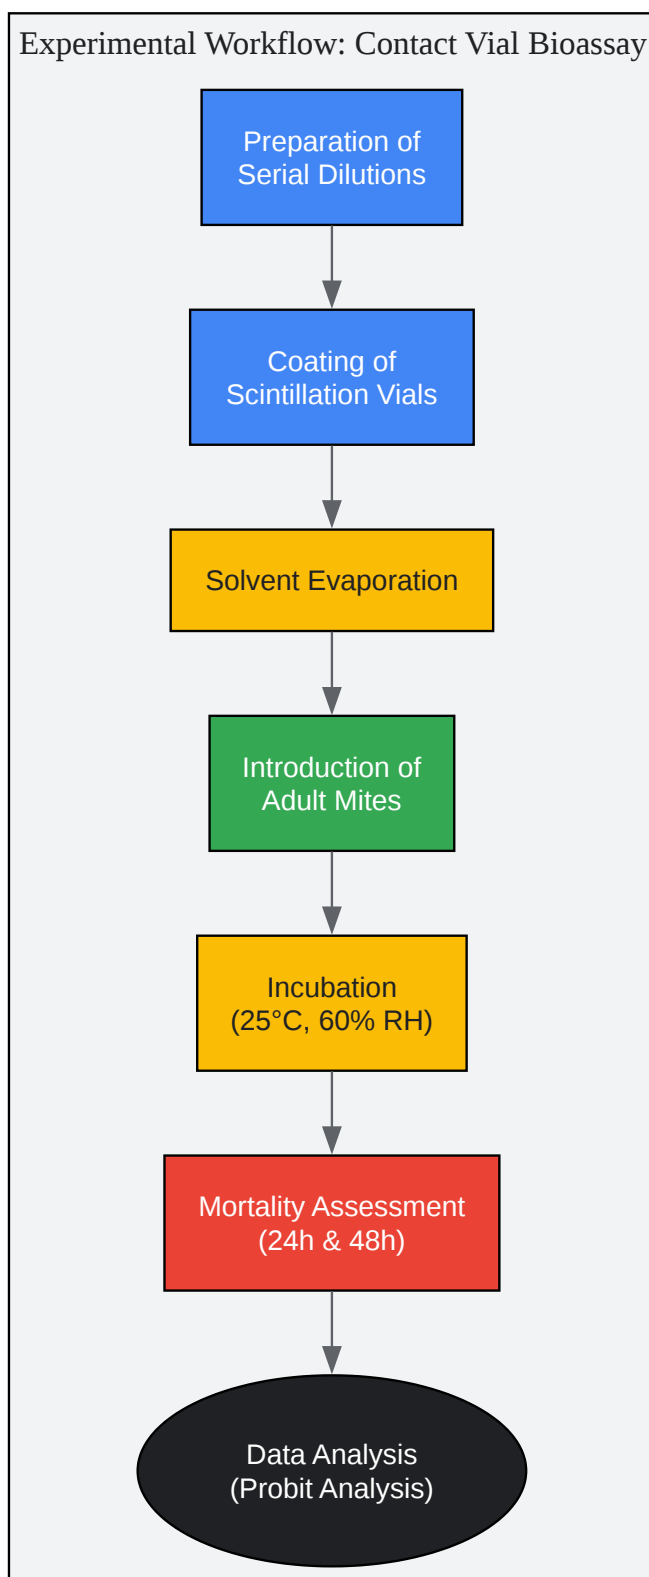 Experimental Workflow: Contact Vial Bioassay
Preparation of
Serial Dilutions
Coating of
Scintillation Vials
Solvent Evaporation
Introduction of
Adult Mites
Incubation
(25°C, 60% RH)
Mortality Assessment
(24h & 48h)
Data Analysis
(Probit Analysis)